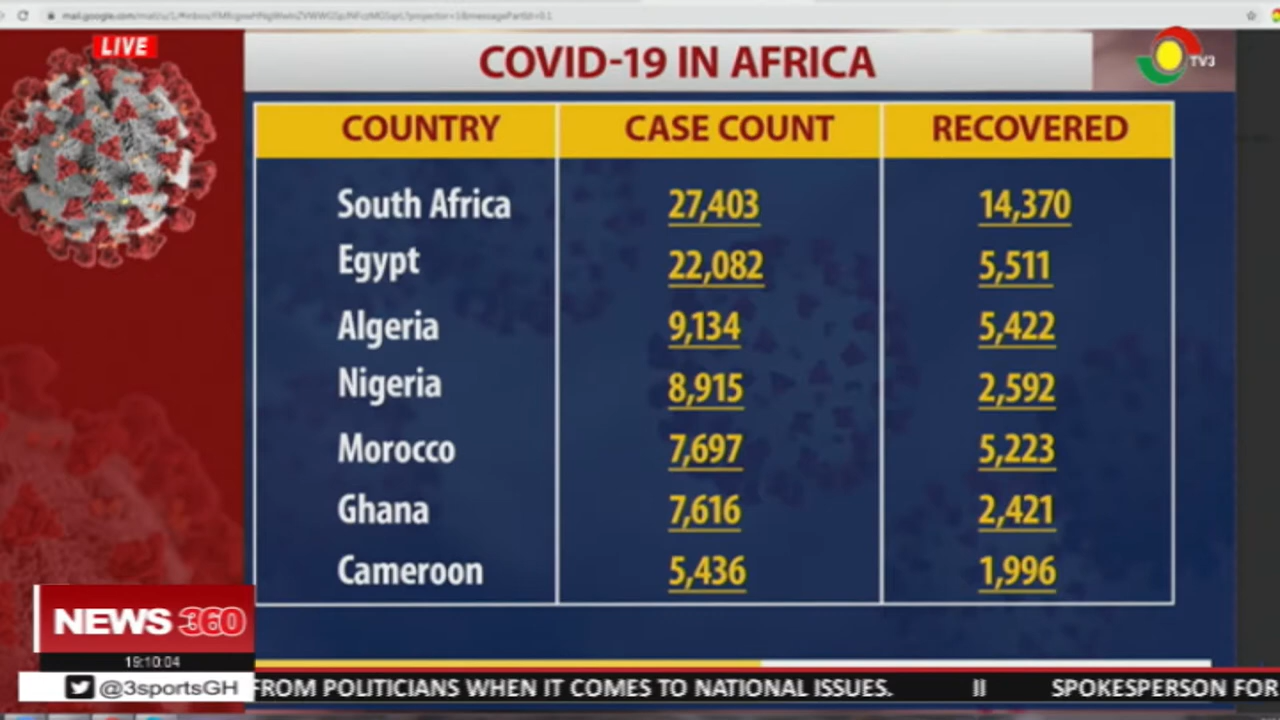 LIVE
COVID-19 IN AFRICA
TV3
COUNTRY CASE COUNT RECOVERED
South Africa 27,403 14,370
Egypt 22,082 5,511
Algeria 9,134 5,422
Nigeria 8,915 2,592
Morocco 7,697 5,223
Ghana 7,616 2,421
Cameroon 5,436 1,996
NEWS 360
19:10:04
@3sportsGH
FROM POLITICIANS WHEN IT COMES TO NATIONAL ISSUES. SPOKESPERSON FOR